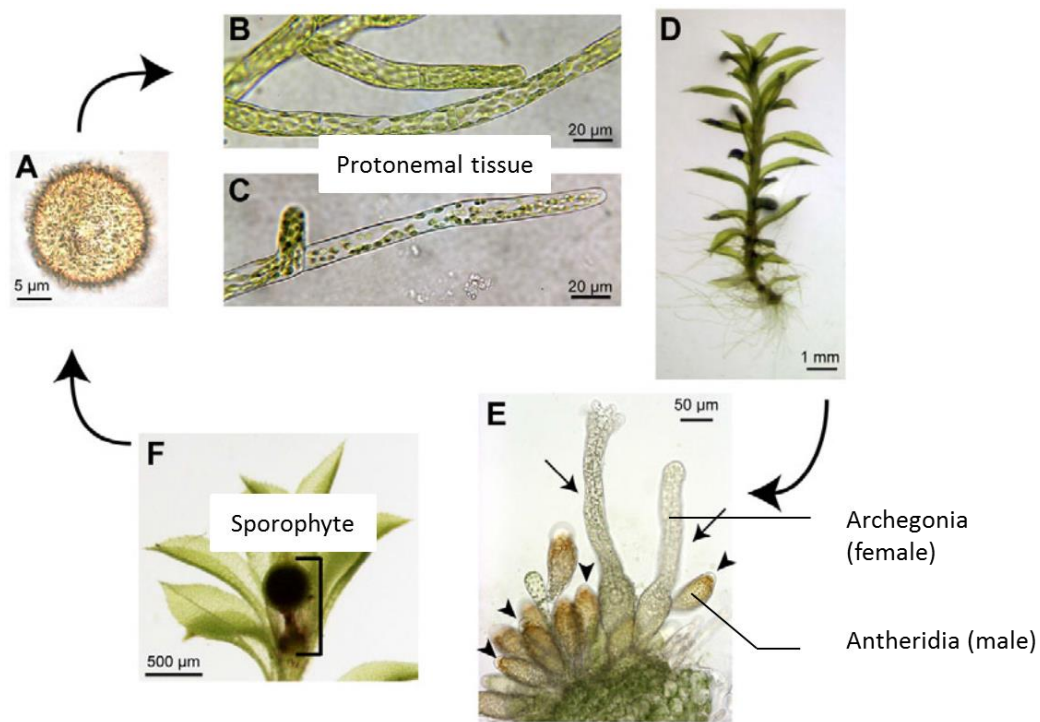 A
5 µm
B
20 µm
Protonemal tissue
C
20 µm
D
1 mm
E
50 µm
Archegonia
(female)
Antheridia (male)
F
Sporophyte
500 µm